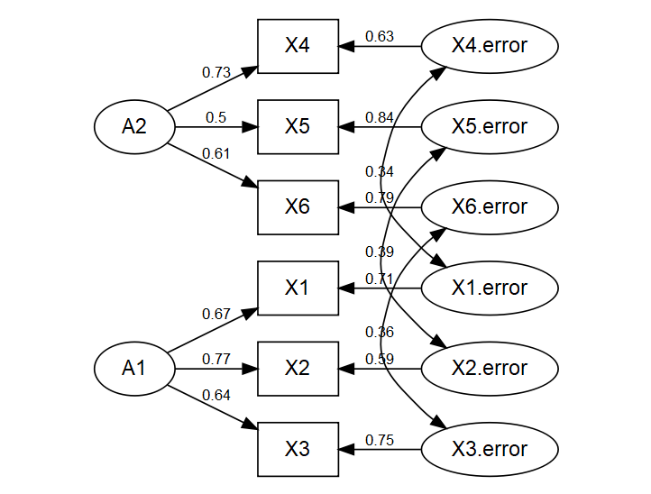 X4
0.63
X4.error
0.73
A2
0.5
X5
0.84
X5.error
0.61
0.34
X6
0.79
X6.error
0.39
X1
0.71
X1.error
0.67
0.36
A1
0.77
X2
0.59
X2.error
0.64
X3
0.75
X3.error